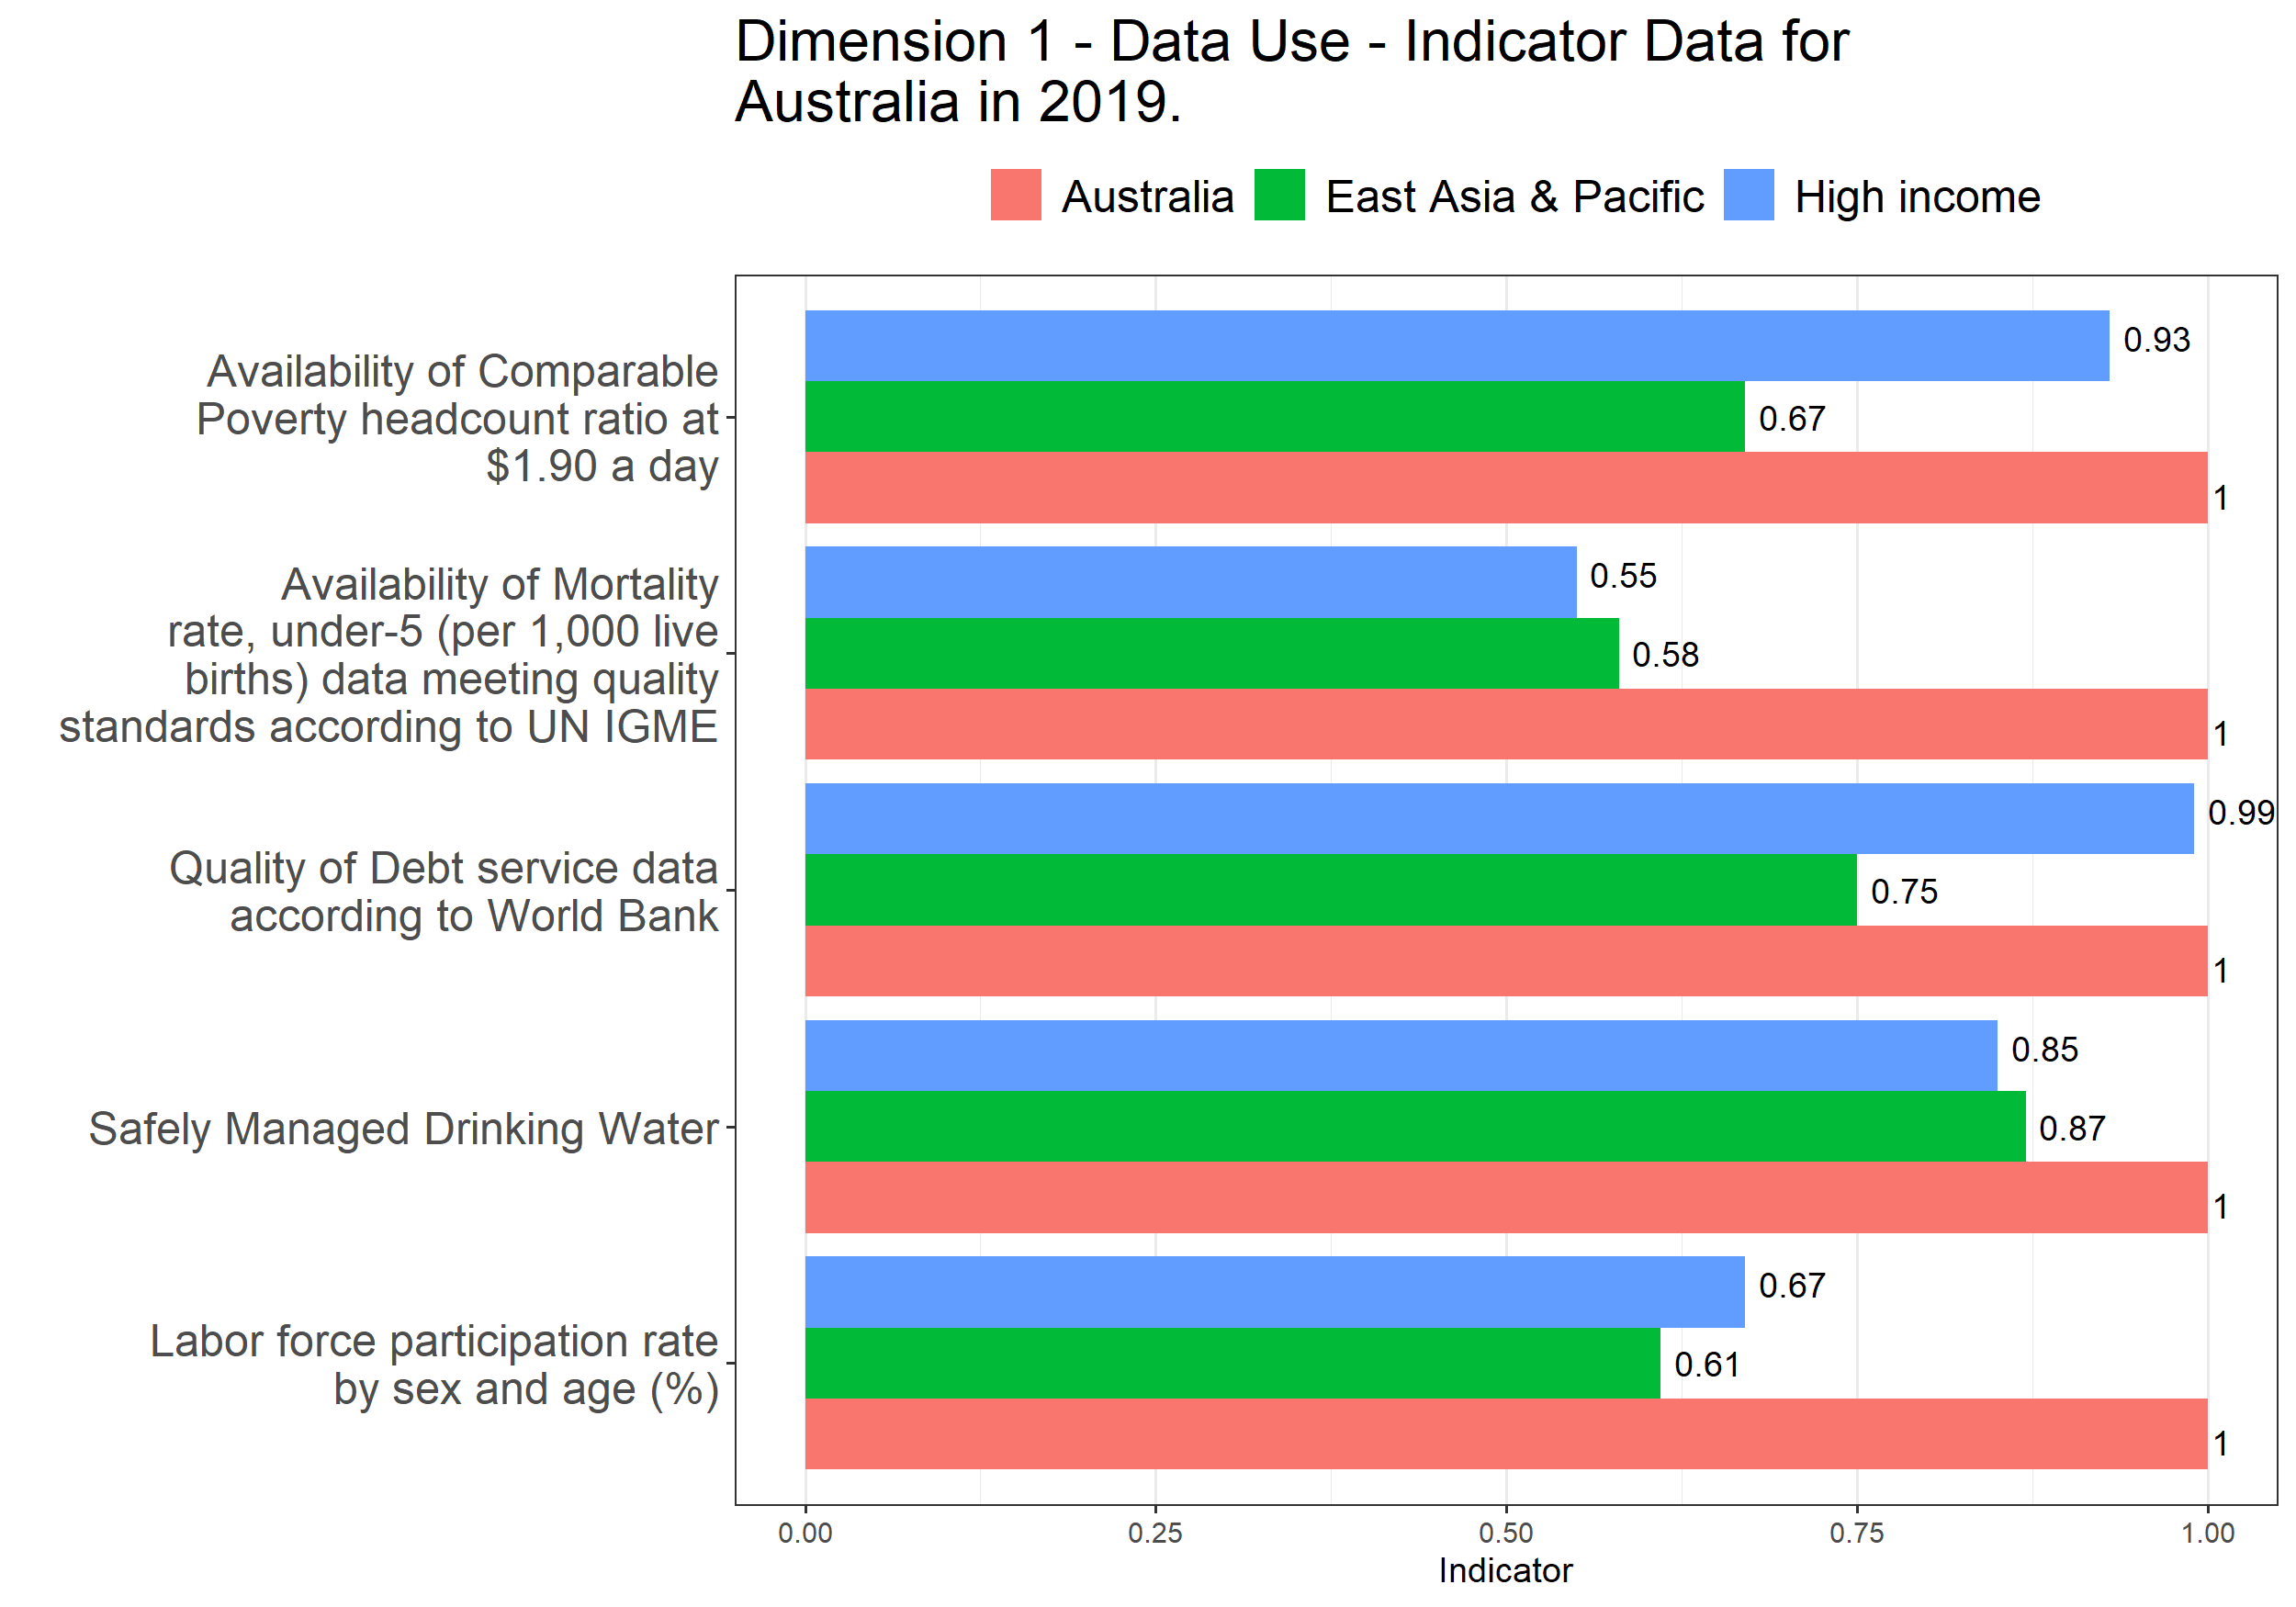 Dimension 1 - Data Use - Indicator Data for
Australia in 2019.
Australia
East Asia & Pacific
High income
Availability of Comparable
Poverty headcount ratio at
$1.90 a day
0.93
0.67
1
Availability of Mortality
rate, under-5 (per 1,000 live
births) data meeting quality
standards according to UN IGME
0.55
0.58
1
Quality of Debt service data
according to World Bank
0.99
0.75
1
Safely Managed Drinking Water
0.85
0.87
1
Labor force participation rate
by sex and age (%)
0.67
0.61
1
0.00 0.25 0.50 0.75 1.00
Indicator